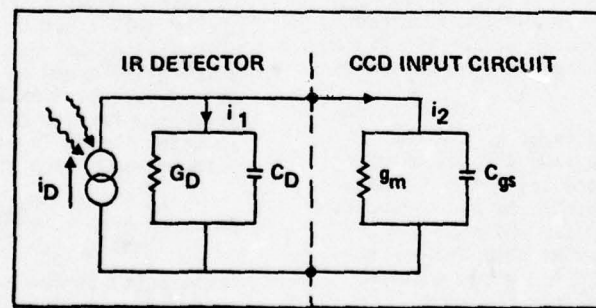 IR DETECTOR
CCD INPUT CIRCUIT
i1
i2
iD
GD
CD
gm
Cgs